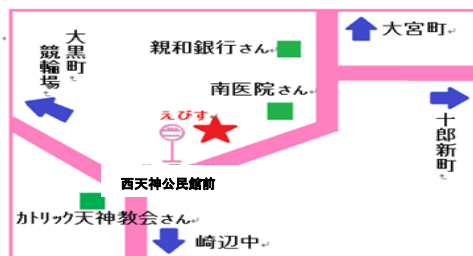 大宮町
親和銀行さん
大黒町
競輪場
南医院さん
十郎新町
えびす
西天神公民館前
カトリック天神教会さん
崎辺中